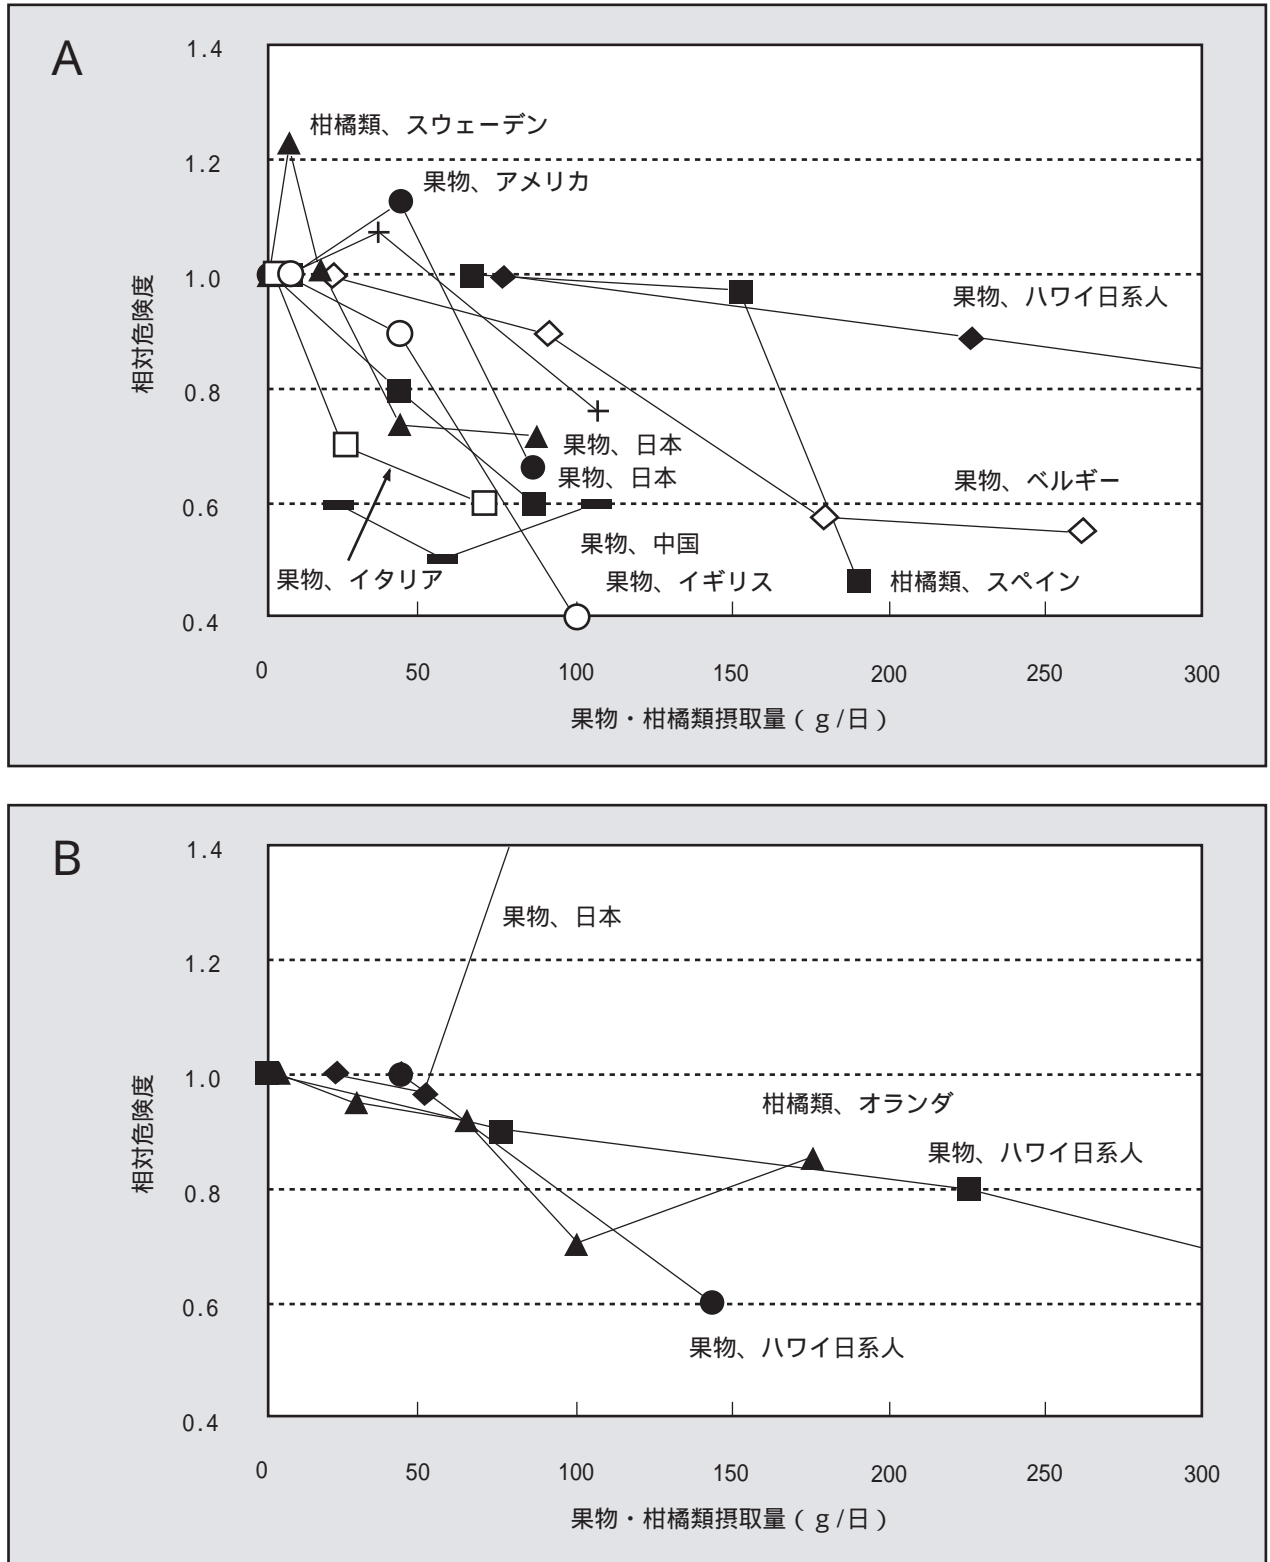 A
1.4
1.2
1.0
0.8
0.6
0.4
相対危険度
柑橘類、スウェーデン
果物、アメリカ
果物、ハワイ日系人
果物、日本
果物、日本
果物、ベルギー
果物、中国
果物、イタリア
果物、イギリス
柑橘類、スペイン
0 50 100 150 200 250 300
果物・柑橘類摂取量(g/日)
B
1.4
1.2
1.0
0.8
0.6
0.4
相対危険度
果物、日本
柑橘類、オランダ
果物、ハワイ日系人
果物、ハワイ日系人
0 50 100 150 200 250 300
果物・柑橘類摂取量(g/日)